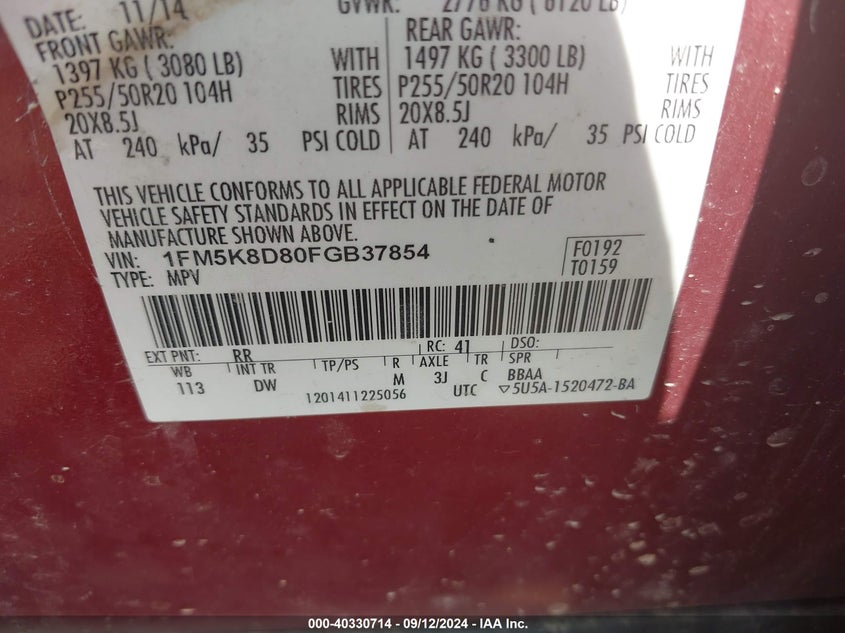 DATE: 11/14 GVWR: 2776 KG ( 6120 LB)
FRONT GAWR: REAR GAWR:
1397 KG ( 3080 LB) WITH 1497 KG ( 3300 LB) WITH
P255/50R20 104H TIRES P255/50R20 104H TIRES
20X8.5J RIMS 20X8.5J RIMS
AT 240 kPa/ 35 PSI COLD AT 240 kPa/ 35 PSI COLD
THIS VEHICLE CONFORMS TO ALL APPLICABLE FEDERAL MOTOR
VEHICLE SAFETY STANDARDS IN EFFECT ON THE DATE OF
MANUFACTURE SHOWN ABOVE.
VIN: 1FM5K8D80FGB37854 F0192
TYPE: MPV T0159
EXT PNT: RR RC: 41 DSO:
WB INT TR TP/PS R AXLE TR SPR
113 DW M 3J C BBAA
1201411225056 UTC ▽5U5A-1520472-BA
000-40330714 - 09/12/2024 - IAA Inc.